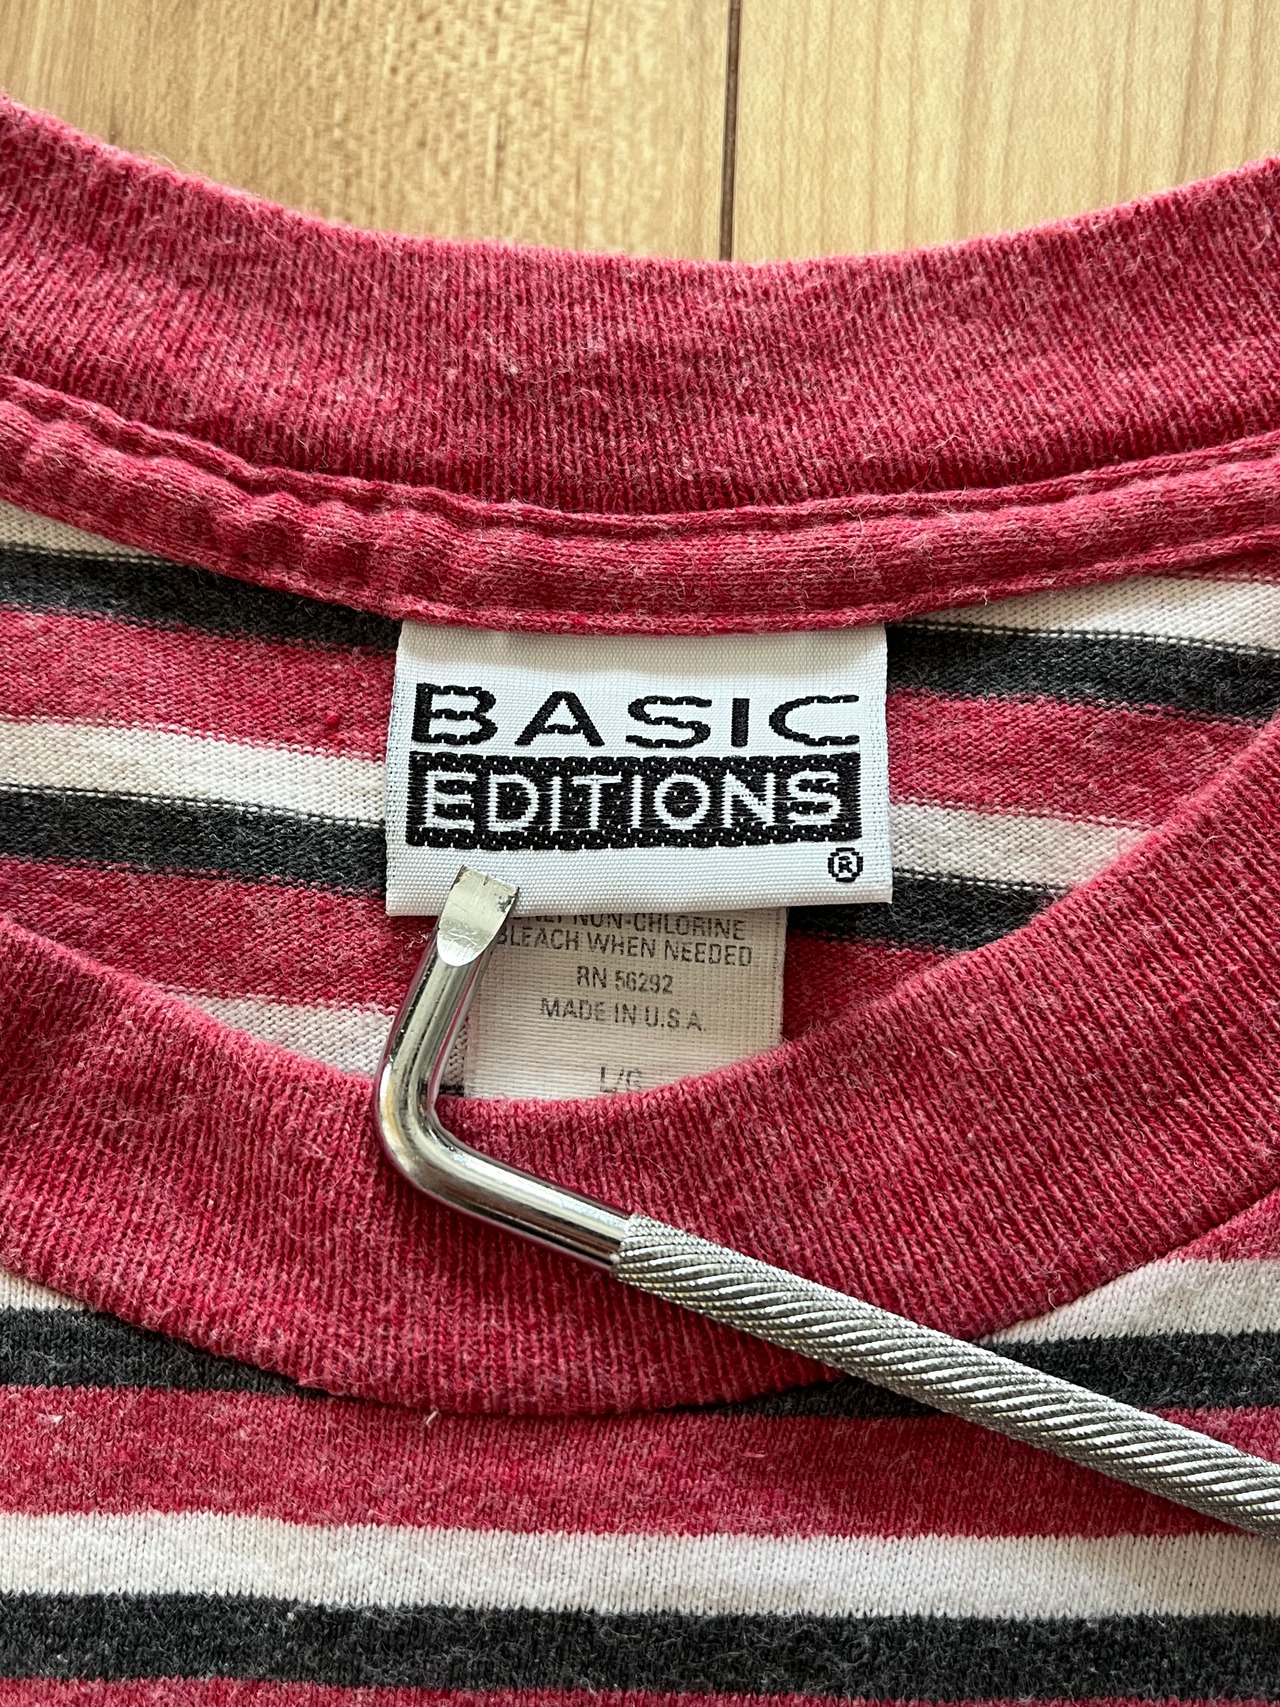 BASIC
EDITIONS
®
NON-CHLORINE
BLEACH WHEN NEEDED
RN 56292
MADE IN U.S.A.
L/G